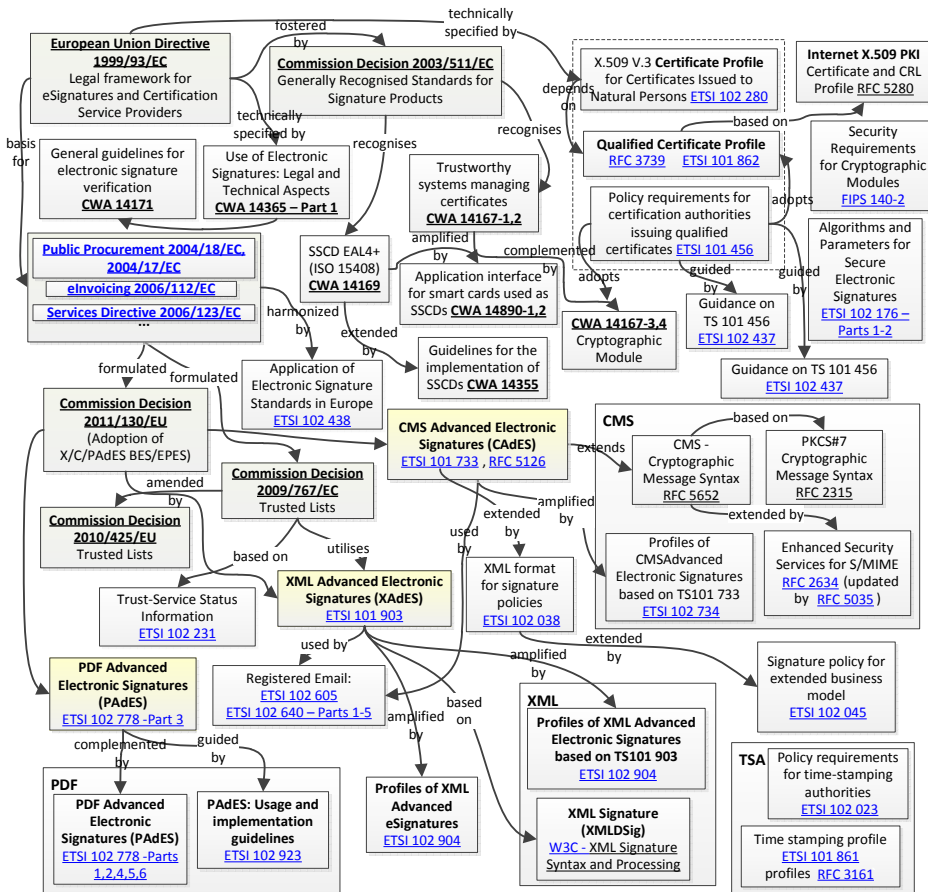 European Union Directive
1999/93/EC
Legal framework for
eSignatures and Certification
Service Providers
fostered
by
Commission Decision 2003/511/EC
Generally Recognised Standards for
Signature Products
technically
specified by
X.509 V.3 Certificate Profile
for Certificates Issued to
Natural Persons ETSI 102 280
depends
on
Internet X.509 PKI
Certificate and CRL
Profile RFC 5280
based on
Qualified Certificate Profile
RFC 3739 ETSI 101 862
basis
for
technically
specified by
recognises
recognises
General guidelines for
electronic signature
verification
CWA 14171
Use of Electronic
Signatures: Legal and
Technical Aspects
CWA 14365 – Part 1
Trustworthy
systems managing
certificates
CWA 14167-1,2
Policy requirements for
certification authorities
issuing qualified
certificates ETSI 101 456
adopts
Security
Requirements
for Cryptographic
Modules
FIPS 140-2
Public Procurement 2004/18/EC,
2004/17/EC
eInvoicing 2006/112/EC
Services Directive 2006/123/EC
...
SSCD EAL4+
(ISO 15408)
CWA 14169
amplified
by
complemented
by
adopts
guided
by
guided
by
Application interface
for smart cards used as
SSCDs CWA 14890-1,2
Algorithms and
Parameters for
Secure
Electronic
Signatures
ETSI 102 176 –
Parts 1-2
harmonized
by
extended
by
CWA 14167-3,4
Cryptographic
Module
Guidance on
TS 101 456
ETSI 102 437
Guidance on TS 101 456
ETSI 102 437
Guidelines for the
implementation of
SSCDs CWA 14355
Application of
Electronic Signature
Standards in Europe
ETSI 102 438
formulated
formulated
Commission Decision
2011/130/EU
(Adoption of
X/C/PAdES BES/EPES)
CMS Advanced Electronic
Signatures (CAdES)
ETSI 101 733 , RFC 5126
extends
CMS
CMS -
Cryptographic
Message Syntax
RFC 5652
based on
PKCS#7
Cryptographic
Message Syntax
RFC 2315
extended by
Commission Decision
2009/767/EC
Trusted Lists
amended
by
Commission Decision
2010/425/EU
Trusted Lists
extended
by
amplified
by
used
by
Profiles of
CMSAdvanced
Electronic Signatures
based on TS101 733
ETSI 102 734
Enhanced Security
Services for S/MIME
RFC 2634 (updated
by RFC 5035 )
based on
utilises
XML format
for signature
policies
ETSI 102 038
Trust-Service Status
Information
ETSI 102 231
XML Advanced Electronic
Signatures (XAdES)
ETSI 101 903
extended
by
Signature policy for
extended business
model
ETSI 102 045
used by
amplified
by
PDF Advanced
Electronic Signatures
(PAdES)
ETSI 102 778 -Part 3
Registered Email:
ETSI 102 605
ETSI 102 640 – Parts 1-5
amplified
by
based
on
XML
Profiles of XML Advanced
Electronic Signatures
based on TS101 903
ETSI 102 904
complemented
by
guided
by
PDF
PDF Advanced
Electronic
Signatures (PAdES)
ETSI 102 778 -Parts
1,2,4,5,6
PAdES: Usage and
implementation
guidelines
ETSI 102 923
Profiles of XML
Advanced
eSignatures
ETSI 102 904
XML Signature
(XMLDSig)
W3C - XML Signature
Syntax and Processing
TSA
Policy requirements
for time-stamping
authorities
ETSI 102 023
Time stamping profile
ETSI 101 861
profiles RFC 3161